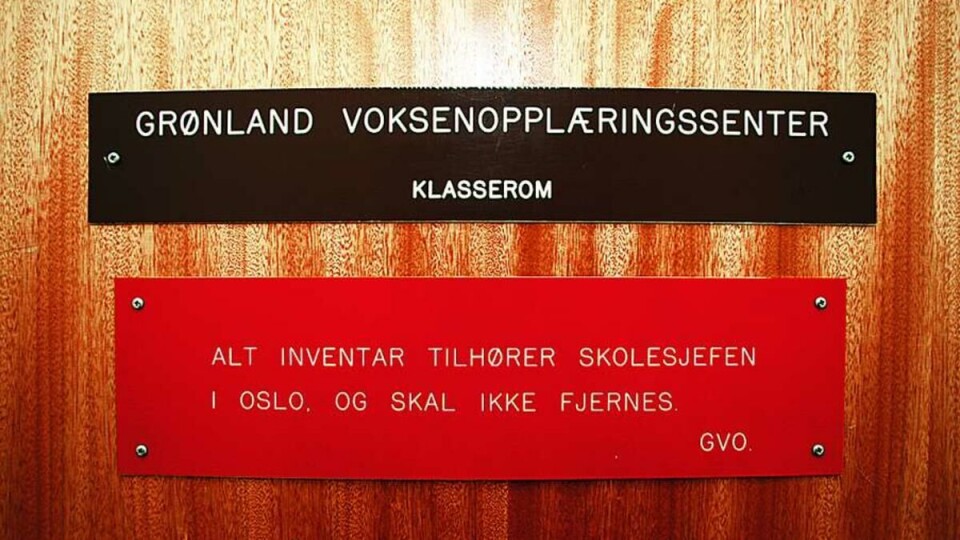 GRØNLAND VOKSENOPPLÆRINGSSENTER
KLASSEROM
ALT INVENTAR TILHØRER SKOLESJEFEN
I OSLO, OG SKAL IKKE FJERNES.
GVO.